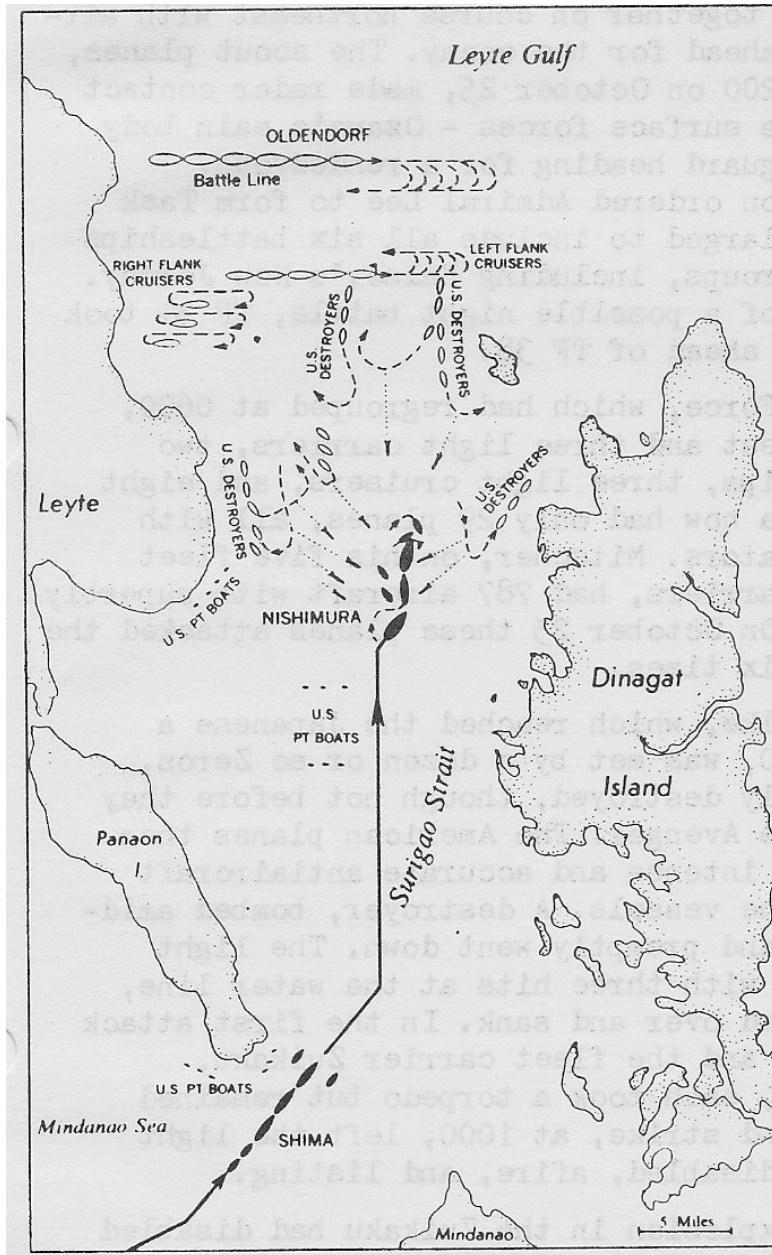 Leyte Gulf
OLDENDORF
Battle Line
LEFT FLANK
CRUISERS
RIGHT FLANK
CRUISERS
U.S.
DESTROYERS
U.S. DESTROYERS
U.S. DESTROYERS
U.S. DESTROYERS
Leyte
U.S. PT BOATS
NISHIMURA
U.S.
PT BOATS
Dinagat
Island
Surigao Strait
Panaon
I.
U.S. PT BOATS
Mindanao Sea
SHIMA
5 Miles
Mindanao